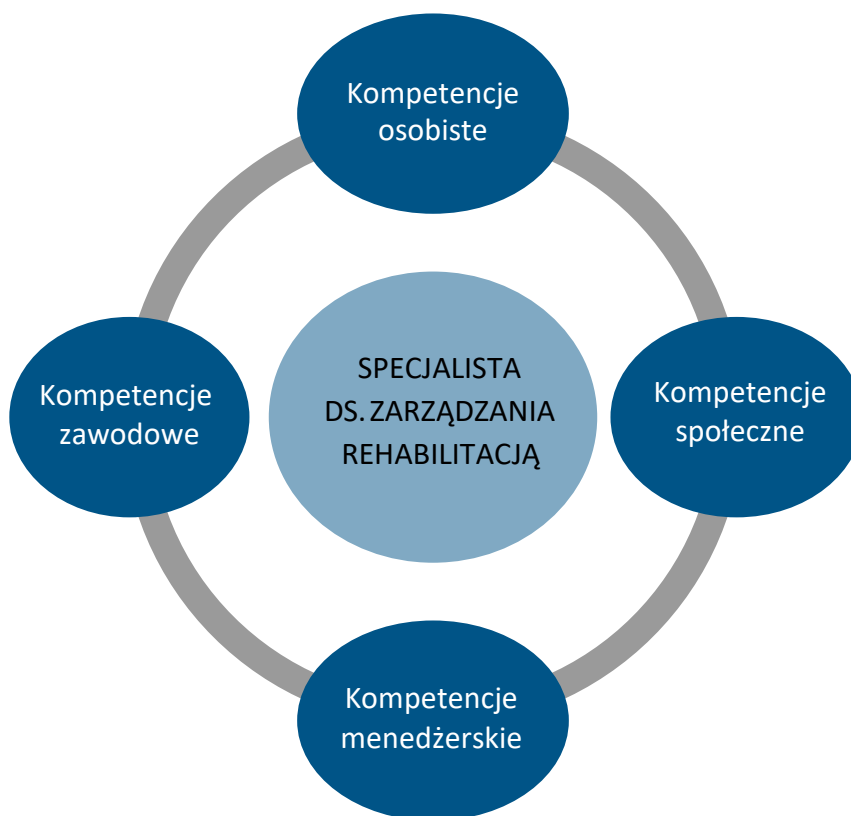 Kompetencje
osobiste
Kompetencje
zawodowe
SPECJALISTA
DS. ZARZĄDZANIA
REHABILITACJĄ
Kompetencje
społeczne
Kompetencje
menedżerskie